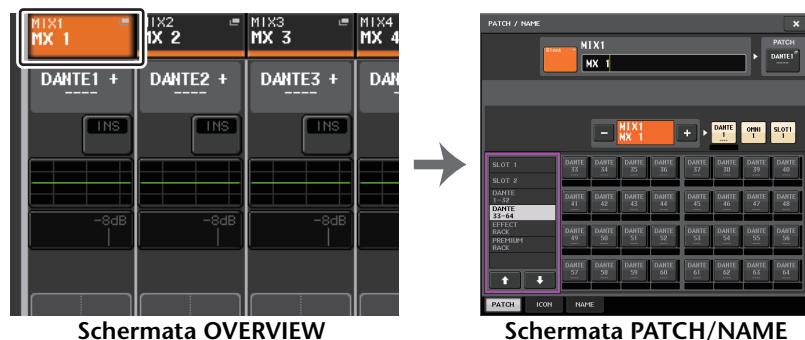 MIX1 MIX2 MIX3 MIX4
MX 1 MX 2 MX 3 MX 4
DANTE1 + DANTE2 + DANTE3 + DAN
---- ---- ----
INS INS INS
-8dB -8dB -8dB
Schermata OVERVIEW
PATCH / NAME
Blank
MIX1
MX 1
PATCH
DANTE1
----
MIX1
MX 1
- +
DANTE 1 OMNI 1 SLOT1 1
SLOT 1
SLOT 2
DANTE 1-32
DANTE 33-64
EFFECT RACK
PREMIUM RACK
DANTE 33 DANTE 34 DANTE 35 DANTE 36 DANTE 37 DANTE 38 DANTE 39 DANTE 40
DANTE 41 DANTE 42 DANTE 43 DANTE 44 DANTE 45 DANTE 46 DANTE 47 DANTE 48
DANTE 49 DANTE 50 DANTE 51 DANTE 52 DANTE 53 DANTE 54 DANTE 55 DANTE 56
DANTE 57 DANTE 58 DANTE 59 DANTE 60 DANTE 61 DANTE 62 DANTE 63 DANTE 64
PATCH ICON NAME
Schermata PATCH/NAME